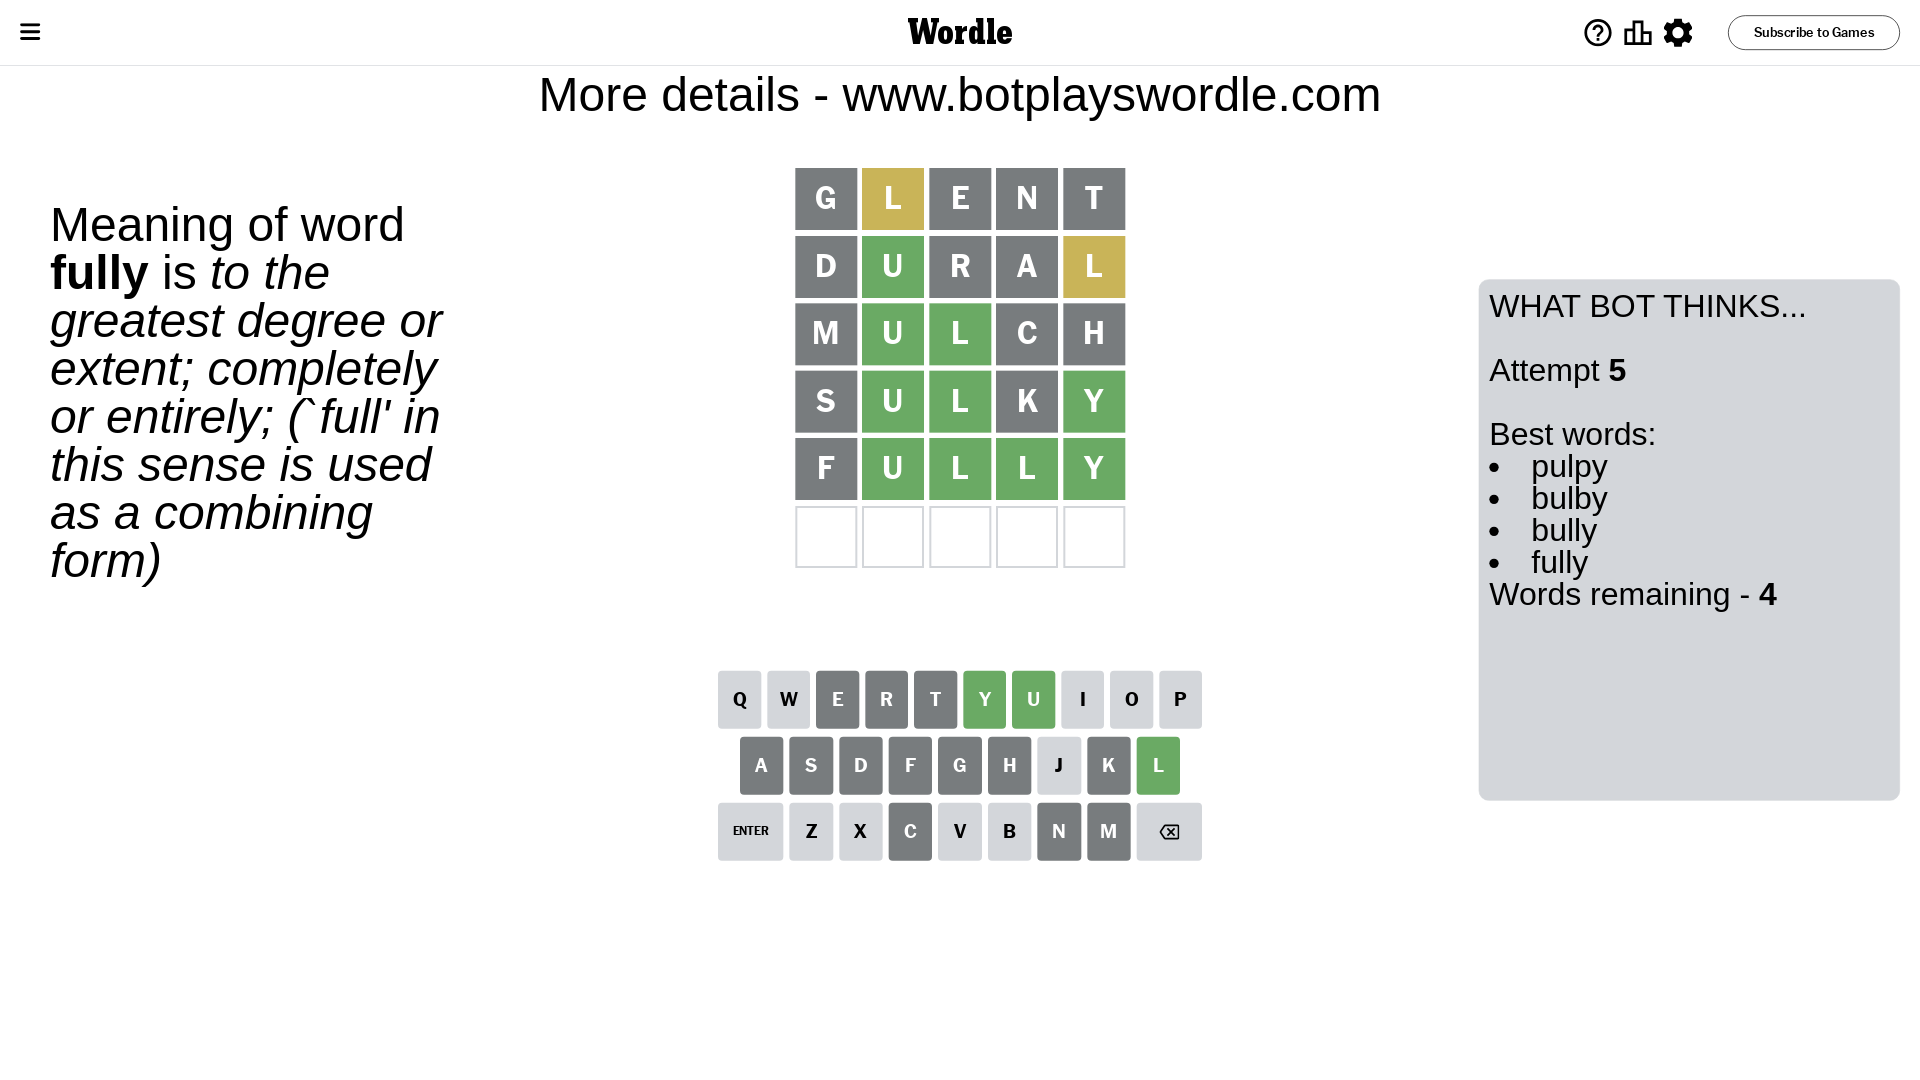 Wordle
Subscribe to Games
More details - www.botplayswordle.com
Meaning of word
fully is to the
greatest degree or
extent; completely
or entirely; (`full' in
this sense is used
as a combining
form)
G L E N T
D U R A L
M U L C H
S U L K Y
F U L L Y
WHAT BOT THINKS...
Attempt 5
Best words:
• pulpy
• bulby
• bully
• fully
Words remaining - 4
Q W E R T Y U I O P
A S D F G H J K L
ENTER Z X C V B N M